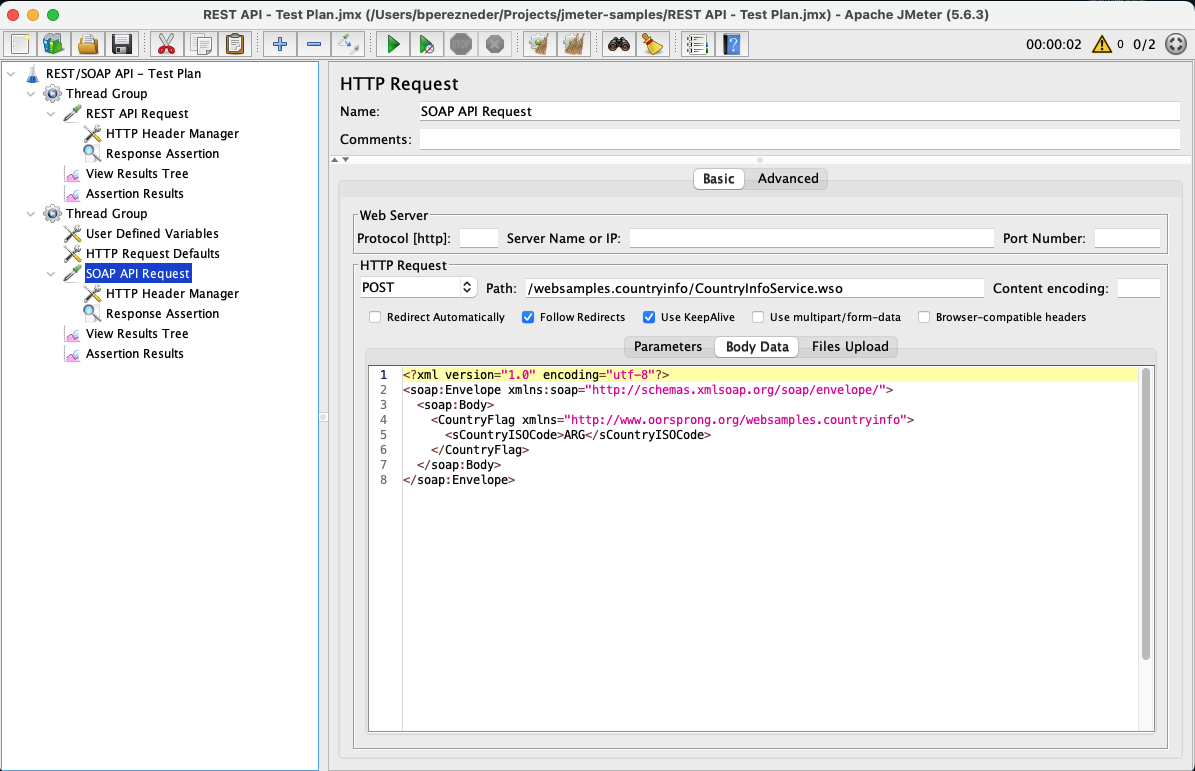 REST API - Test Plan.jmx (/Users/bperezneder/Projects/jmeter-samples/REST API - Test Plan.jmx) - Apache JMeter (5.6.3)
STOP
00:00:02 0 0/2
REST/SOAP API - Test Plan
Thread Group
REST API Request
HTTP Header Manager
Response Assertion
View Results Tree
Assertion Results
Thread Group
User Defined Variables
HTTP Request Defaults
SOAP API Request
HTTP Header Manager
Response Assertion
View Results Tree
Assertion Results
HTTP Request
Name: SOAP API Request
Comments:
Basic Advanced
Web Server
Protocol [http]: Server Name or IP: Port Number:
HTTP Request
POST Path: /websamples.countryinfo/CountryInfoService.wso Content encoding:
Redirect Automatically Follow Redirects Use KeepAlive Use multipart/form-data Browser-compatible headers
Parameters Body Data Files Upload
1 <?xml version="1.0" encoding="utf-8"?>
2 <soap:Envelope xmlns:soap="http://schemas.xmlsoap.org/soap/envelope/">
3 <soap:Body>
4 <CountryFlag xmlns="http://www.oorsprong.org/websamples.countryinfo">
5 <sCountryISOCode>ARG</sCountryISOCode>
6 </CountryFlag>
7 </soap:Body>
8 </soap:Envelope>